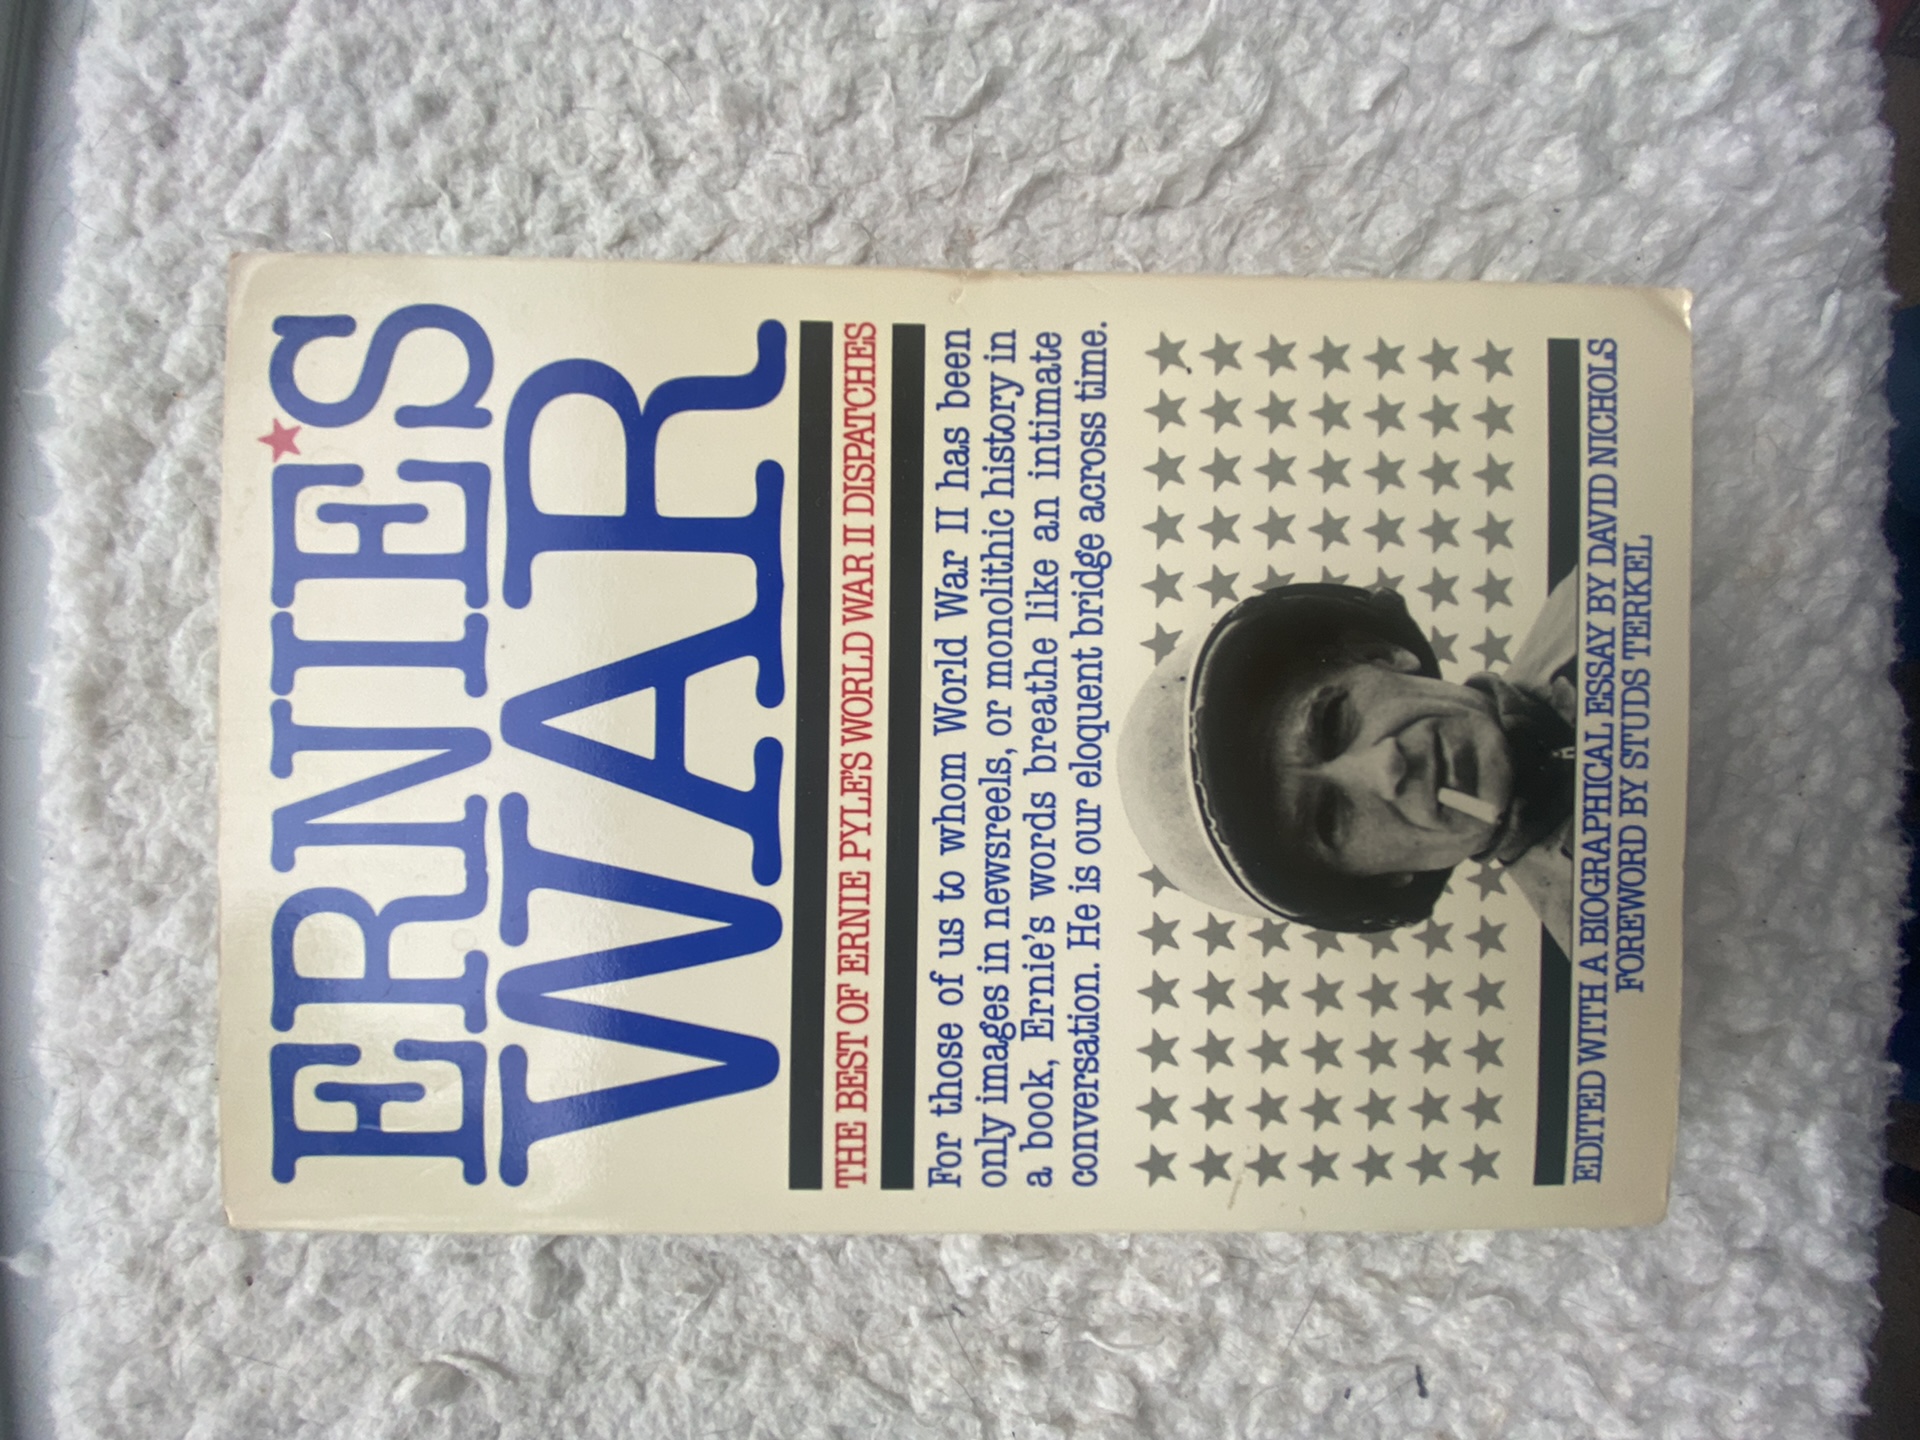 ERNIE'S
WAR
THE BEST OF ERNIE PYLE'S WORLD WAR II DISPATCHES
For those of us to whom World War II has been
only images in newsreels, or monolithic history in
a book, Ernie's words breathe like an intimate
conversation. He is our eloquent bridge across time.
EDITED WITH A BIOGRAPHICAL ESSAY BY DAVID NICHOLS
FOREWORD BY STUDS TERKEL